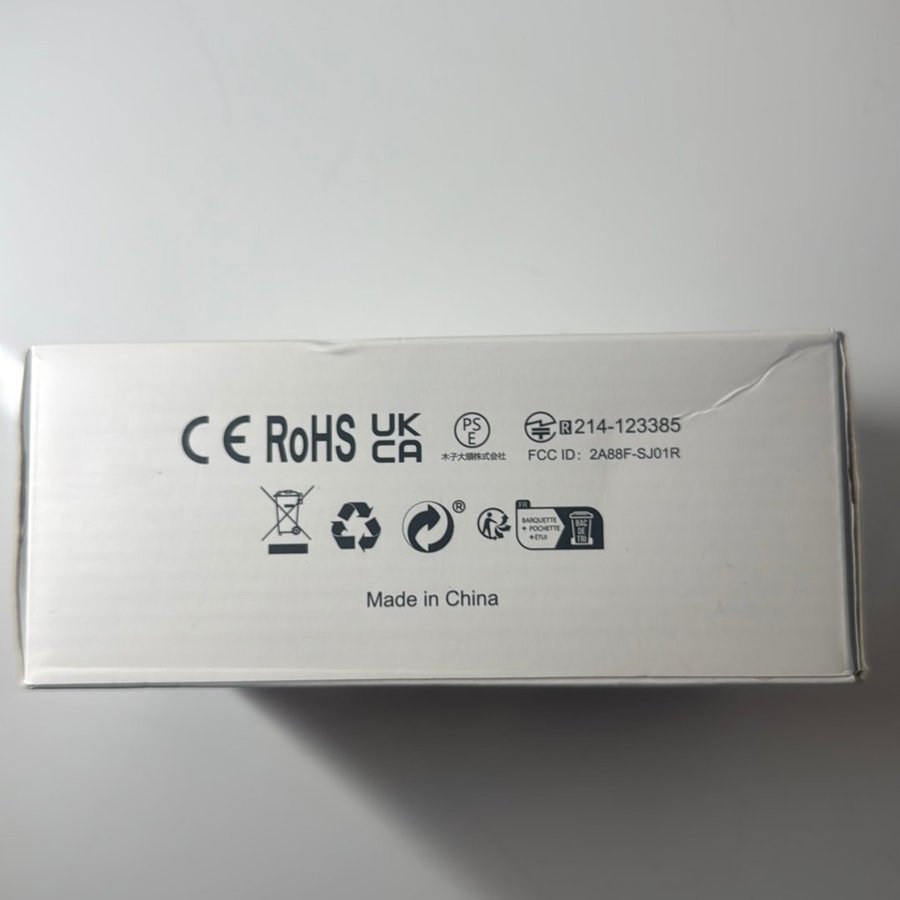 CE RoHS UK CA
PS E
木子大順株式会社
R 214-123385
FCC ID: 2A88F-SJ01R
®
FR
BARQUETTE
+ POCHETTE
+ ÉTUI
BAC
DE
TRI
Made in China